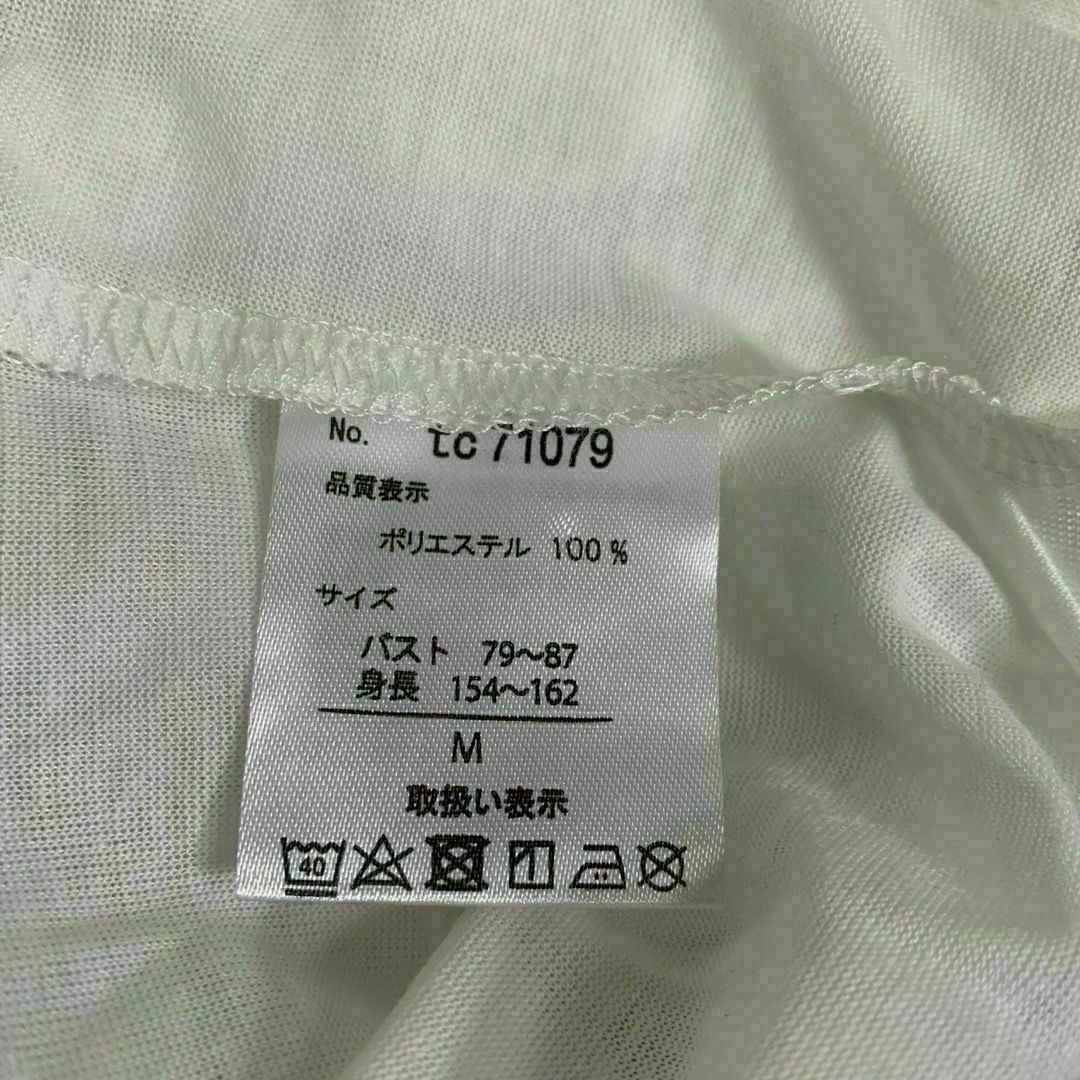 No. tc 71079
品質表示
ポリエステル 100 %
サイズ
バスト 79～87
身長 154～162
M
取扱い表示
40